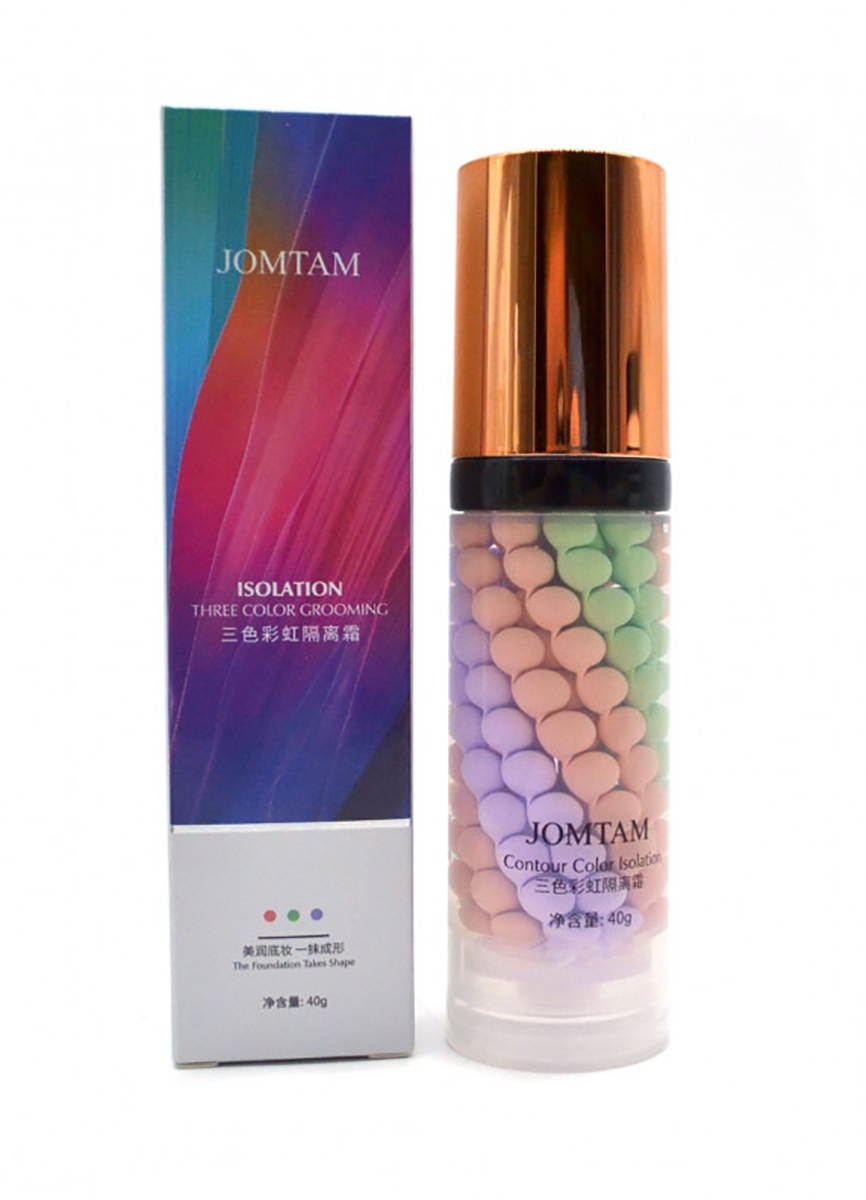 JOMTAM
ISOLATION
THREE COLOR GROOMING
三色彩虹隔离霜
美润底妆 一抹成形
The Foundation Takes Shape
净含量: 40g
JOMTAM
Contour Color Isolation
三色彩虹隔离霜
净含量: 40g